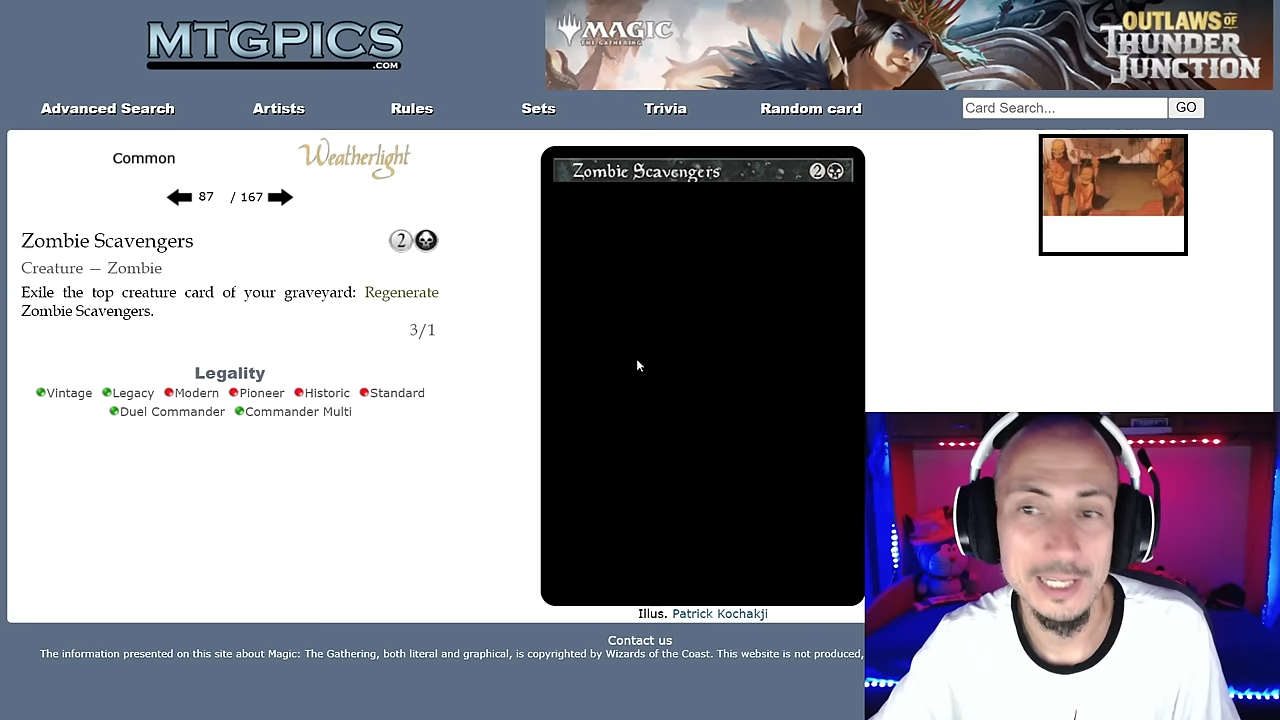 MTGPICS
.COM
MAGIC
THE GATHERING
OUTLAWS OF
THUNDER
JUNCTION
Advanced Search Artists Rules Sets Trivia Random card Card Search... GO
Common Weatherlight
87 / 167
Zombie Scavengers 2
Creature — Zombie
Exile the top creature card of your graveyard: Regenerate
Zombie Scavengers.
3/1
Legality
Vintage Legacy Modern Pioneer Historic Standard
Duel Commander Commander Multi
Zombie Scavengers 2
Illus. Patrick Kochakji
Contact us
The information presented on this site about Magic: The Gathering, both literal and graphical, is copyrighted by Wizards of the Coast. This website is not produced,